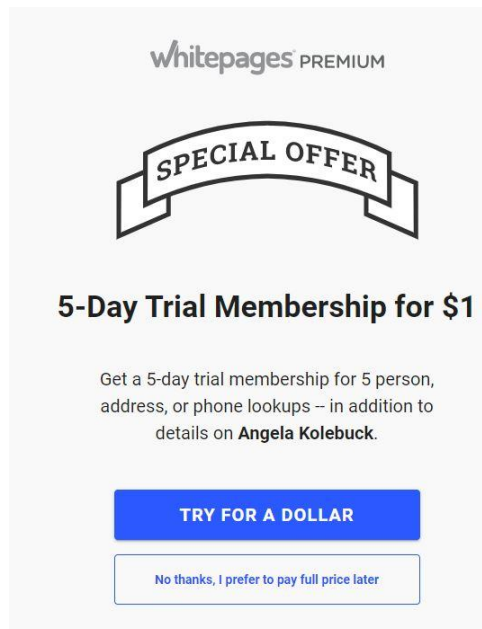 whitepages PREMIUM
SPECIAL OFFER
5-Day Trial Membership for $1
Get a 5-day trial membership for 5 person,
address, or phone lookups -- in addition to
details on Angela Kolebuck.
TRY FOR A DOLLAR
No thanks, I prefer to pay full price later